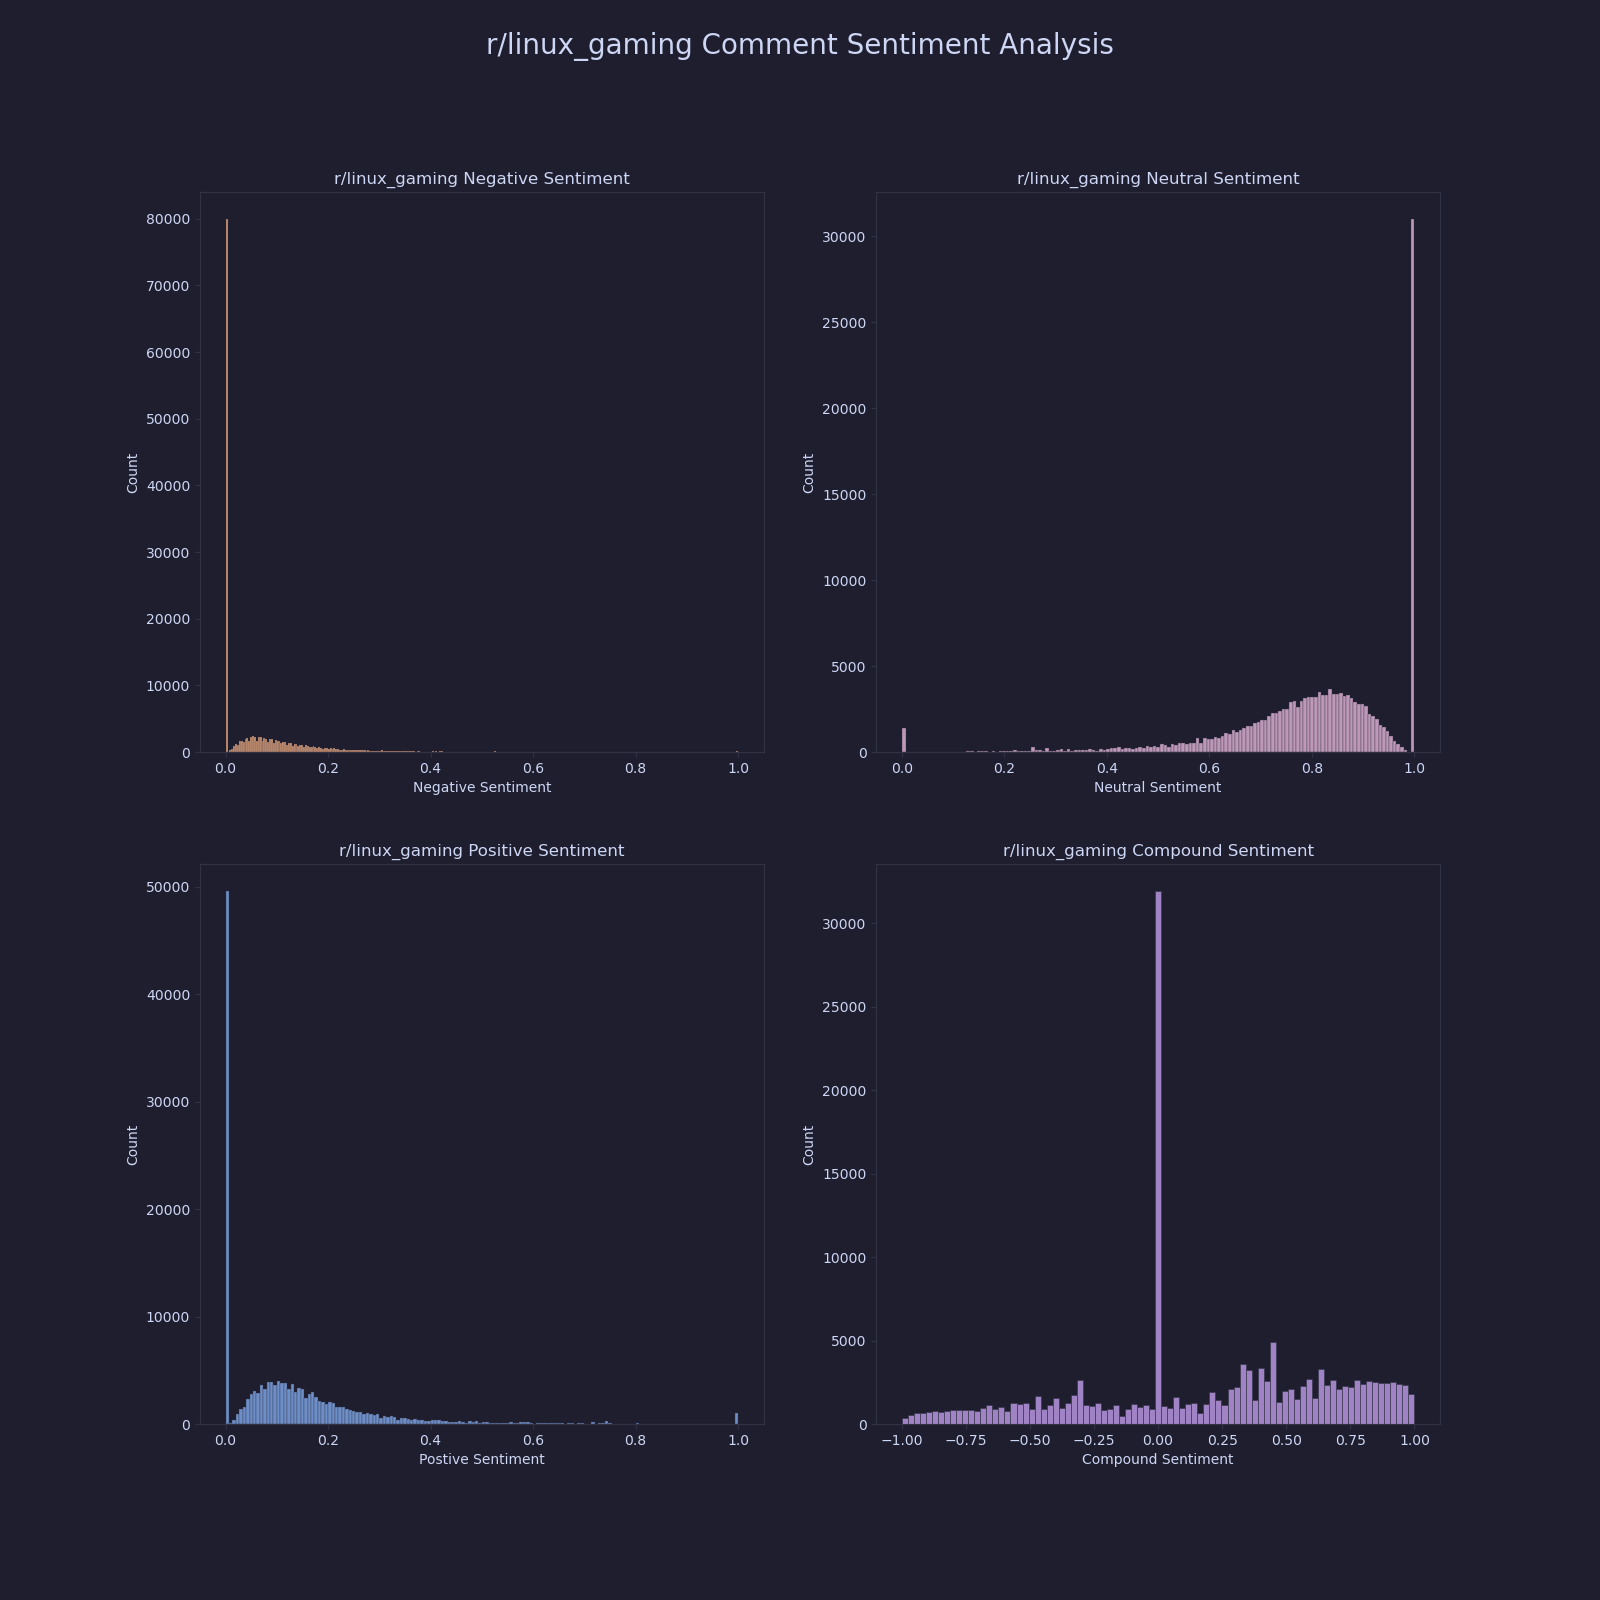 r/linux_gaming Comment Sentiment Analysis
r/linux_gaming Negative Sentiment
80000
70000
60000
50000
40000
30000
20000
10000
0
Count
0.0 0.2 0.4 0.6 0.8 1.0
Negative Sentiment
r/linux_gaming Neutral Sentiment
30000
25000
20000
15000
10000
5000
0
Count
0.0 0.2 0.4 0.6 0.8 1.0
Neutral Sentiment
r/linux_gaming Positive Sentiment
50000
40000
30000
20000
10000
0
Count
0.0 0.2 0.4 0.6 0.8 1.0
Postive Sentiment
r/linux_gaming Compound Sentiment
30000
25000
20000
15000
10000
5000
0
Count
−1.00 −0.75 −0.50 −0.25 0.00 0.25 0.50 0.75 1.00
Compound Sentiment